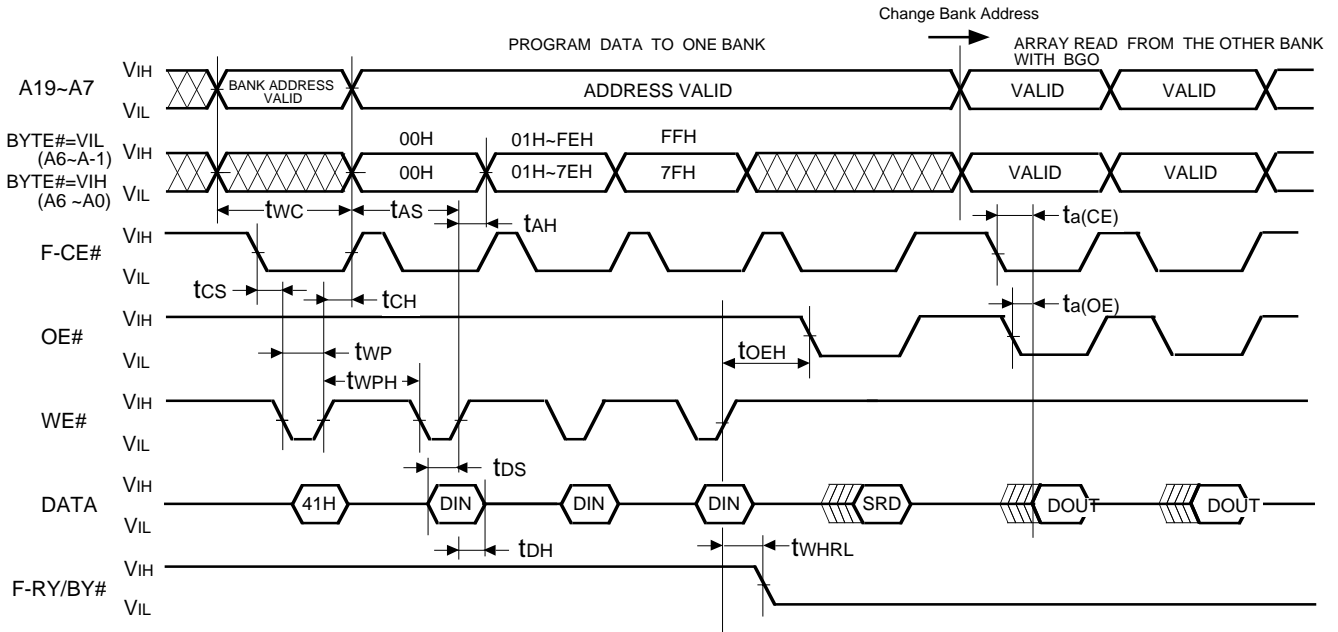 Change Bank Address
PROGRAM DATA TO ONE BANK
ARRAY READ FROM THE OTHER BANK
WITH BGO
A19~A7
VIH
VIL
BANK ADDRESS
VALID
ADDRESS VALID
VALID
VALID
BYTE#=VIL
(A6~A-1)
BYTE#=VIH
(A6 ~A0)
VIH
VIL
00H
01H~FEH
FFH
00H
01H~7EH
7FH
VALID
VALID
tWC
tAS
tAH
ta(CE)
F-CE#
VIH
VIL
tCS
tCH
ta(OE)
OE#
VIH
VIL
tWP
tOEH
tWPH
WE#
VIH
VIL
tDS
DATA
VIH
VIL
41H
DIN
DIN
DIN
SRD
DOUT
DOUT
tDH
tWHRL
F-RY/BY#
VIH
VIL